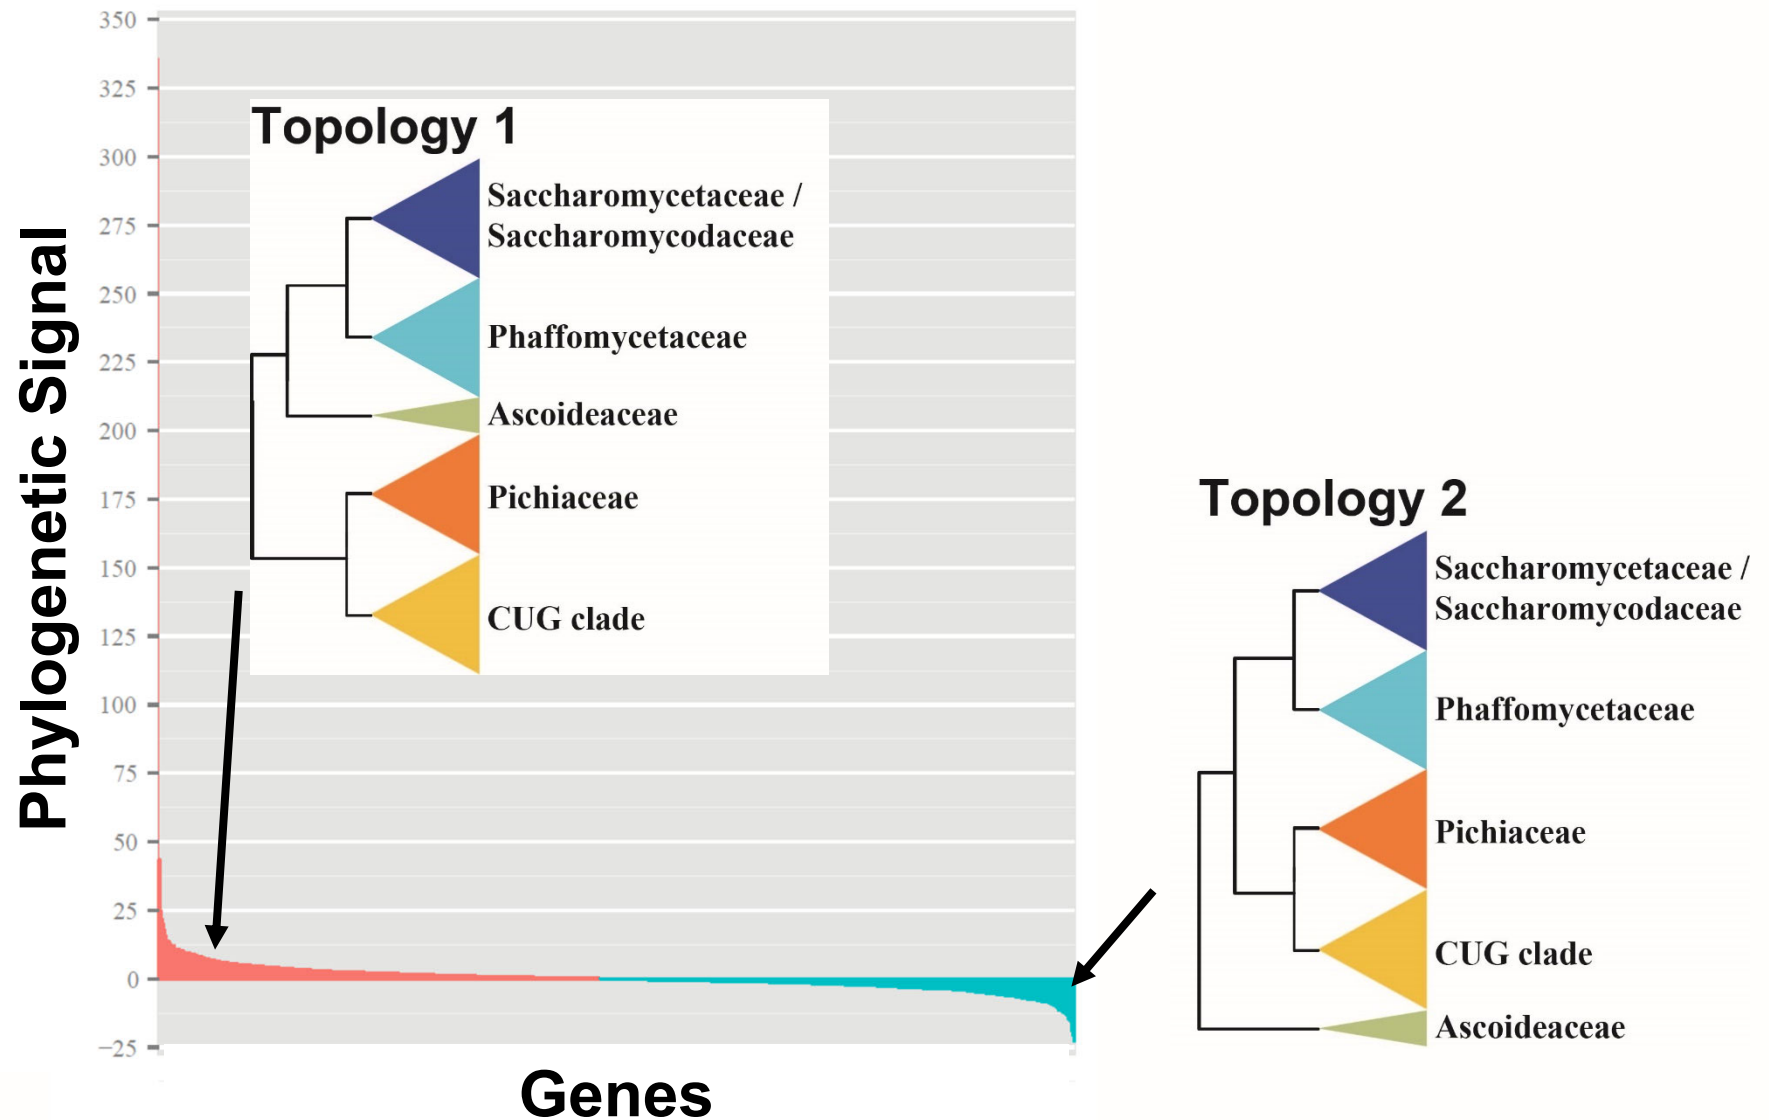 350
325
300
275
250
225
200
175
150
125
100
75
50
25
0
−25
Phylogenetic Signal
Genes
Topology 1
Saccharomycetaceae /
Saccharomycodaceae
Phaffomycetaceae
Ascoideaceae
Pichiaceae
CUG clade
Topology 2
Saccharomycetaceae /
Saccharomycodaceae
Phaffomycetaceae
Pichiaceae
CUG clade
Ascoideaceae